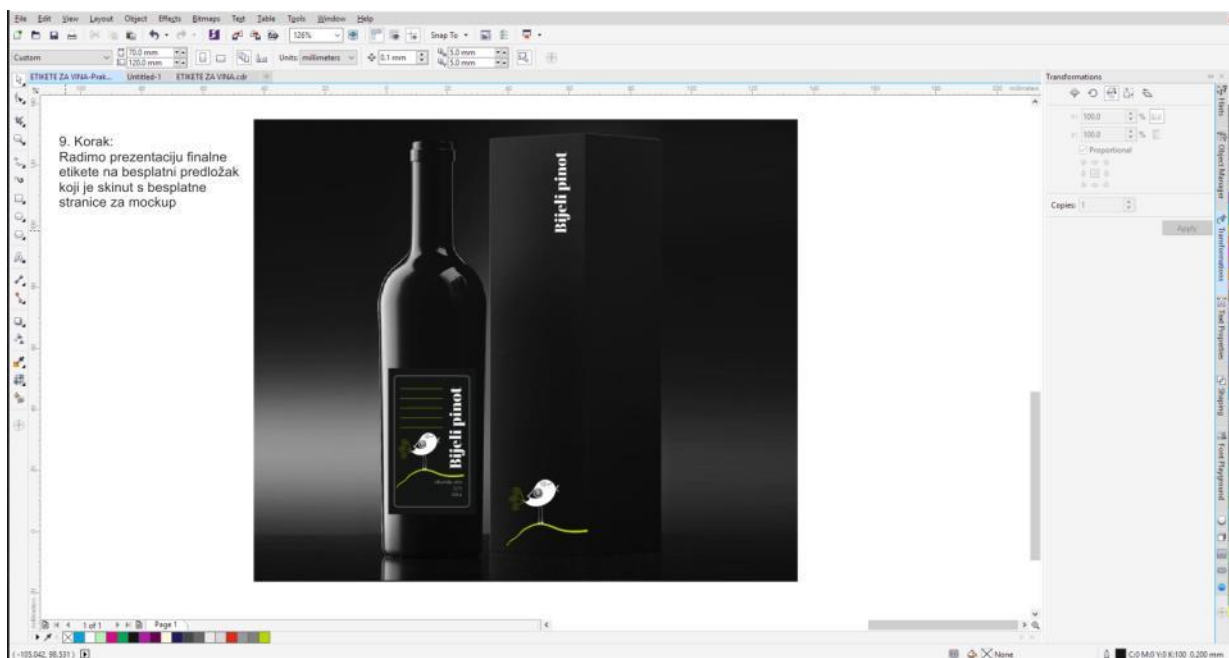 File Edit View Layout Object Effects Bitmaps Text Table Tools Window Help
126% Snap To
Custom 70.0 mm 120.0 mm Units: millimeters 0.1 mm 5.0 mm 5.0 mm
ETIKETE ZA VINA-Prak... Untitled-1 ETIKETE ZA VINA.cdr
millimeters
9. Korak:
Radimo prezentaciju finalne
etikete na besplatni predložak
koji je skinut s besplatne
stranice za mockup
Bijeli pinot
Bijeli pinot
Transformations
100.0 %
100.0 %
Proportional
Copies: 1
Apply
Hints
Object Manager
Transformations
Text Properties
Shaping
Font Playground
1 of 1 Page 1
(-105.042, 98.531) None C:0 M:0 Y:0 K:100 0.200 mm